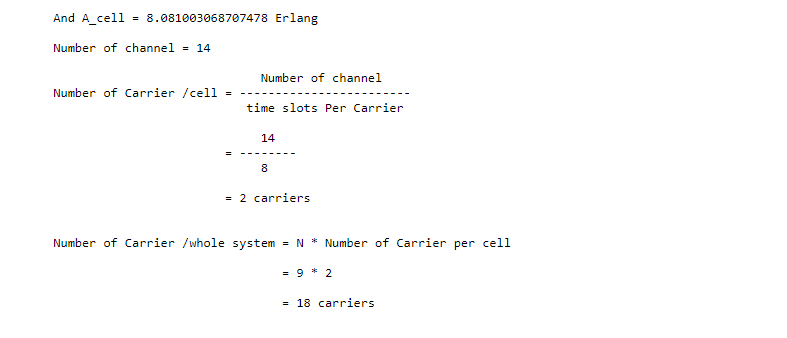 And A_cell = 8.081003068707478 Erlang
Number of channel = 14
Number of channel
Number of Carrier /cell = ------------------------
time slots Per Carrier
14
= --------
8
= 2 carriers
Number of Carrier /whole system = N * Number of Carrier per cell
= 9 * 2
= 18 carriers